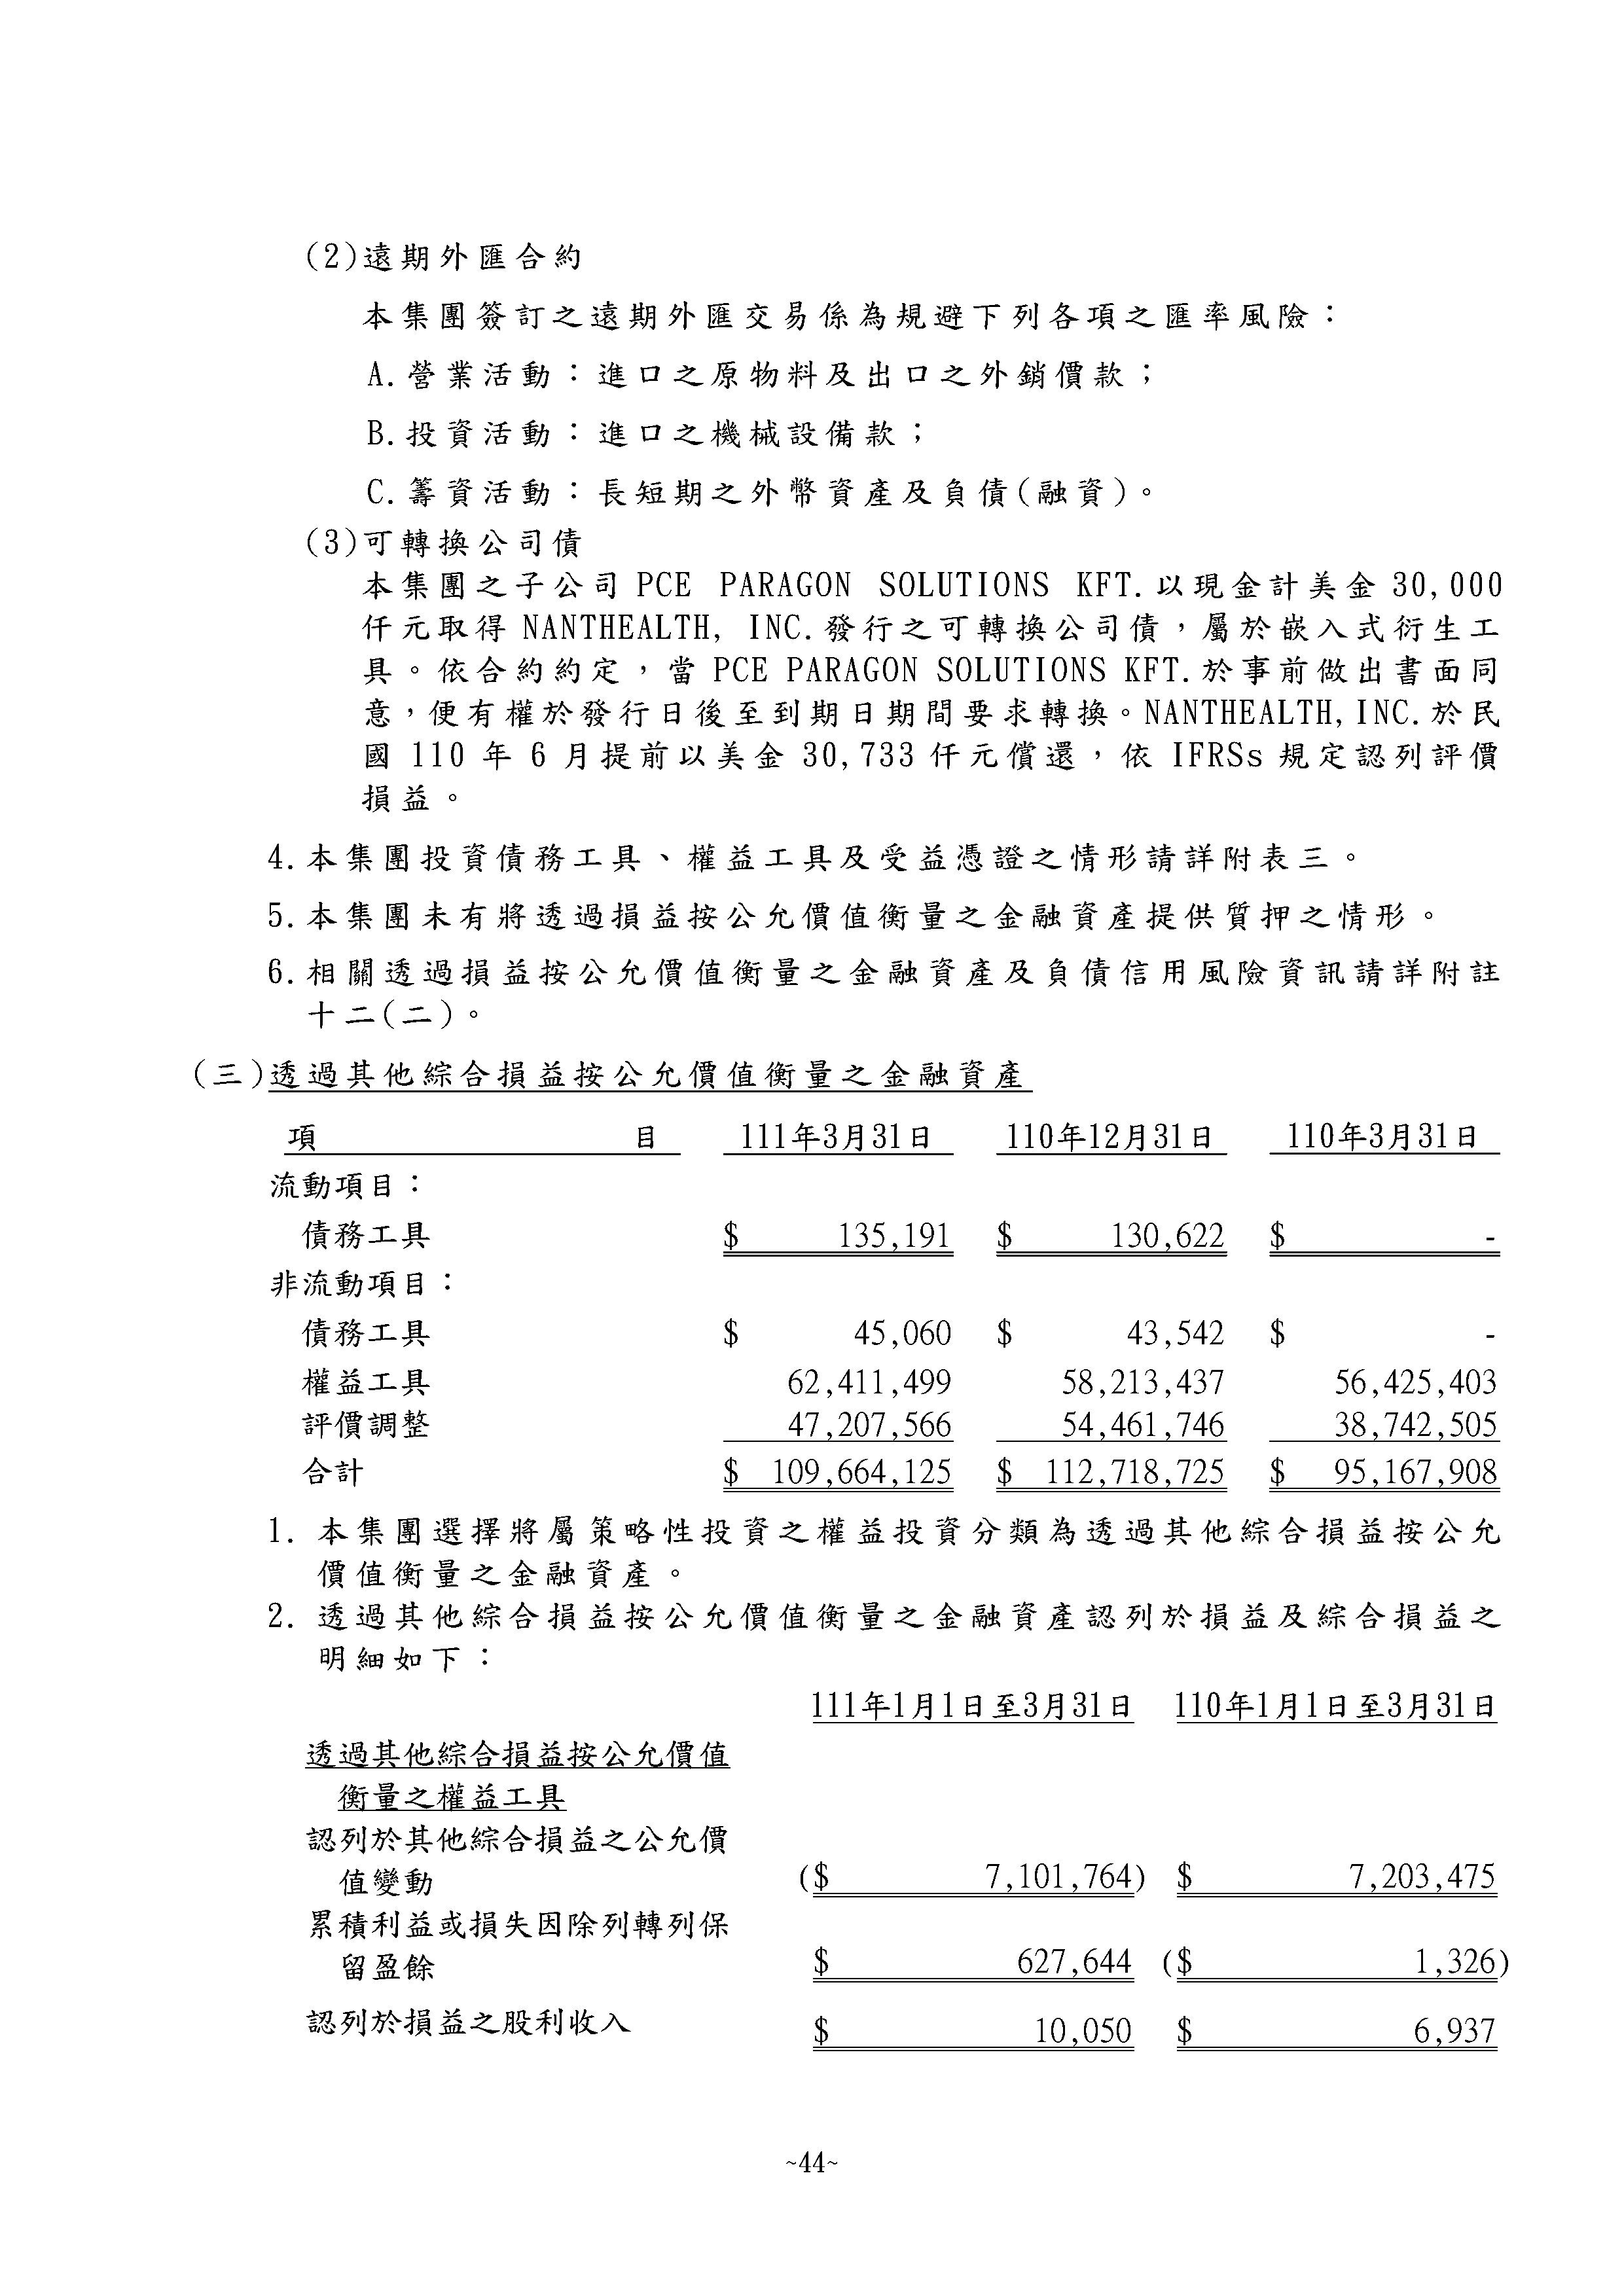 (2)遠期外匯合約
本集團簽訂之遠期外匯交易係為規避下列各項之匯率風險：
A.營業活動：進口之原物料及出口之外銷價款；
B.投資活動：進口之機械設備款；
C.籌資活動：長短期之外幣資產及負債(融資)。
(3)可轉換公司債
本集團之子公司 PCE PARAGON SOLUTIONS KFT.以現金計美金 30,000
仟元取得 NANTHEALTH, INC.發行之可轉換公司債，屬於嵌入式衍生工
具。依合約約定，當 PCE PARAGON SOLUTIONS KFT.於事前做出書面同
意，便有權於發行日後至到期日期間要求轉換。NANTHEALTH,INC.於民
國 110 年 6 月提前以美金 30,733 仟元償還，依 IFRSs 規定認列評價
損益。
4.本集團投資債務工具、權益工具及受益憑證之情形請詳附表三。
5.本集團未有將透過損益按公允價值衡量之金融資產提供質押之情形。
6.相關透過損益按公允價值衡量之金融資產及負債信用風險資訊請詳附註
十二(二)。
(三)透過其他綜合損益按公允價值衡量之金融資產
項 目 111年3月31日 110年12月31日 110年3月31日
流動項目：
債務工具 $ 135,191 $ 130,622 $ -
非流動項目：
債務工具 $ 45,060 $ 43,542 $ -
權益工具 62,411,499 58,213,437 56,425,403
評價調整 47,207,566 54,461,746 38,742,505
合計 $ 109,664,125 $ 112,718,725 $ 95,167,908
1. 本集團選擇將屬策略性投資之權益投資分類為透過其他綜合損益按公允
價值衡量之金融資產。
2. 透過其他綜合損益按公允價值衡量之金融資產認列於損益及綜合損益之
明細如下：
111年1月1日至3月31日 110年1月1日至3月31日
透過其他綜合損益按公允價值
衡量之權益工具
認列於其他綜合損益之公允價
值變動 ($ 7,101,764) $ 7,203,475
累積利益或損失因除列轉列保
留盈餘 $ 627,644 ($ 1,326)
認列於損益之股利收入 $ 10,050 $ 6,937
~44~